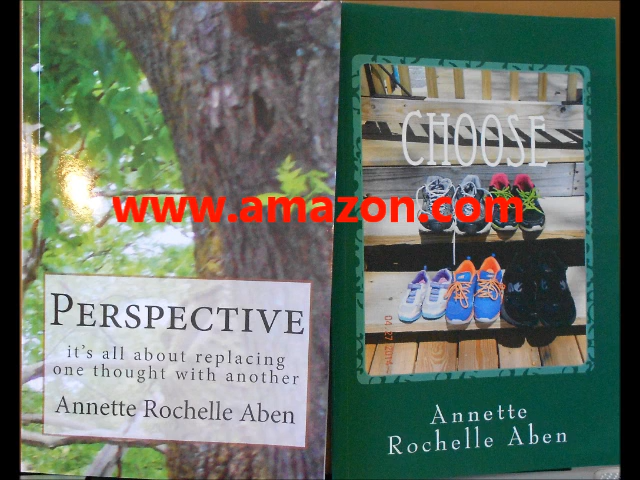 www.amazon.com
PERSPECTIVE
it's all about replacing
one thought with another
Annette Rochelle Aben
CHOOSE
Annette
Rochelle Aben